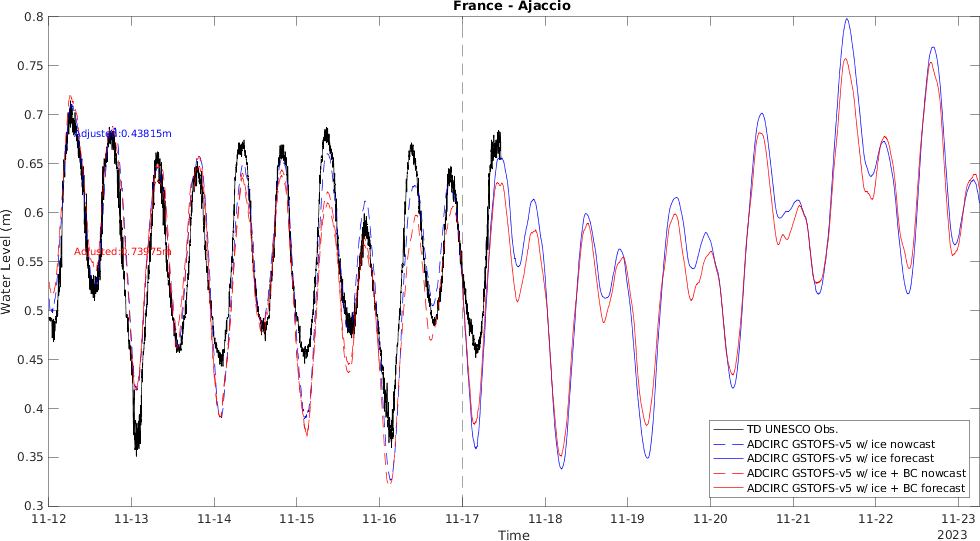 France - Ajaccio
0.8
0.75
0.7
0.65
0.6
0.55
0.5
0.45
0.4
0.35
0.3
Water Level (m)
Adjusted:0.43815m
Adjusted:0.73975m
TD UNESCO Obs.
ADCIRC GSTOFS-v5 w/ ice nowcast
ADCIRC GSTOFS-v5 w/ ice forecast
ADCIRC GSTOFS-v5 w/ ice + BC nowcast
ADCIRC GSTOFS-v5 w/ ice + BC forecast
11-12 11-13 11-14 11-15 11-16 11-17 11-18 11-19 11-20 11-21 11-22 11-23
Time
2023